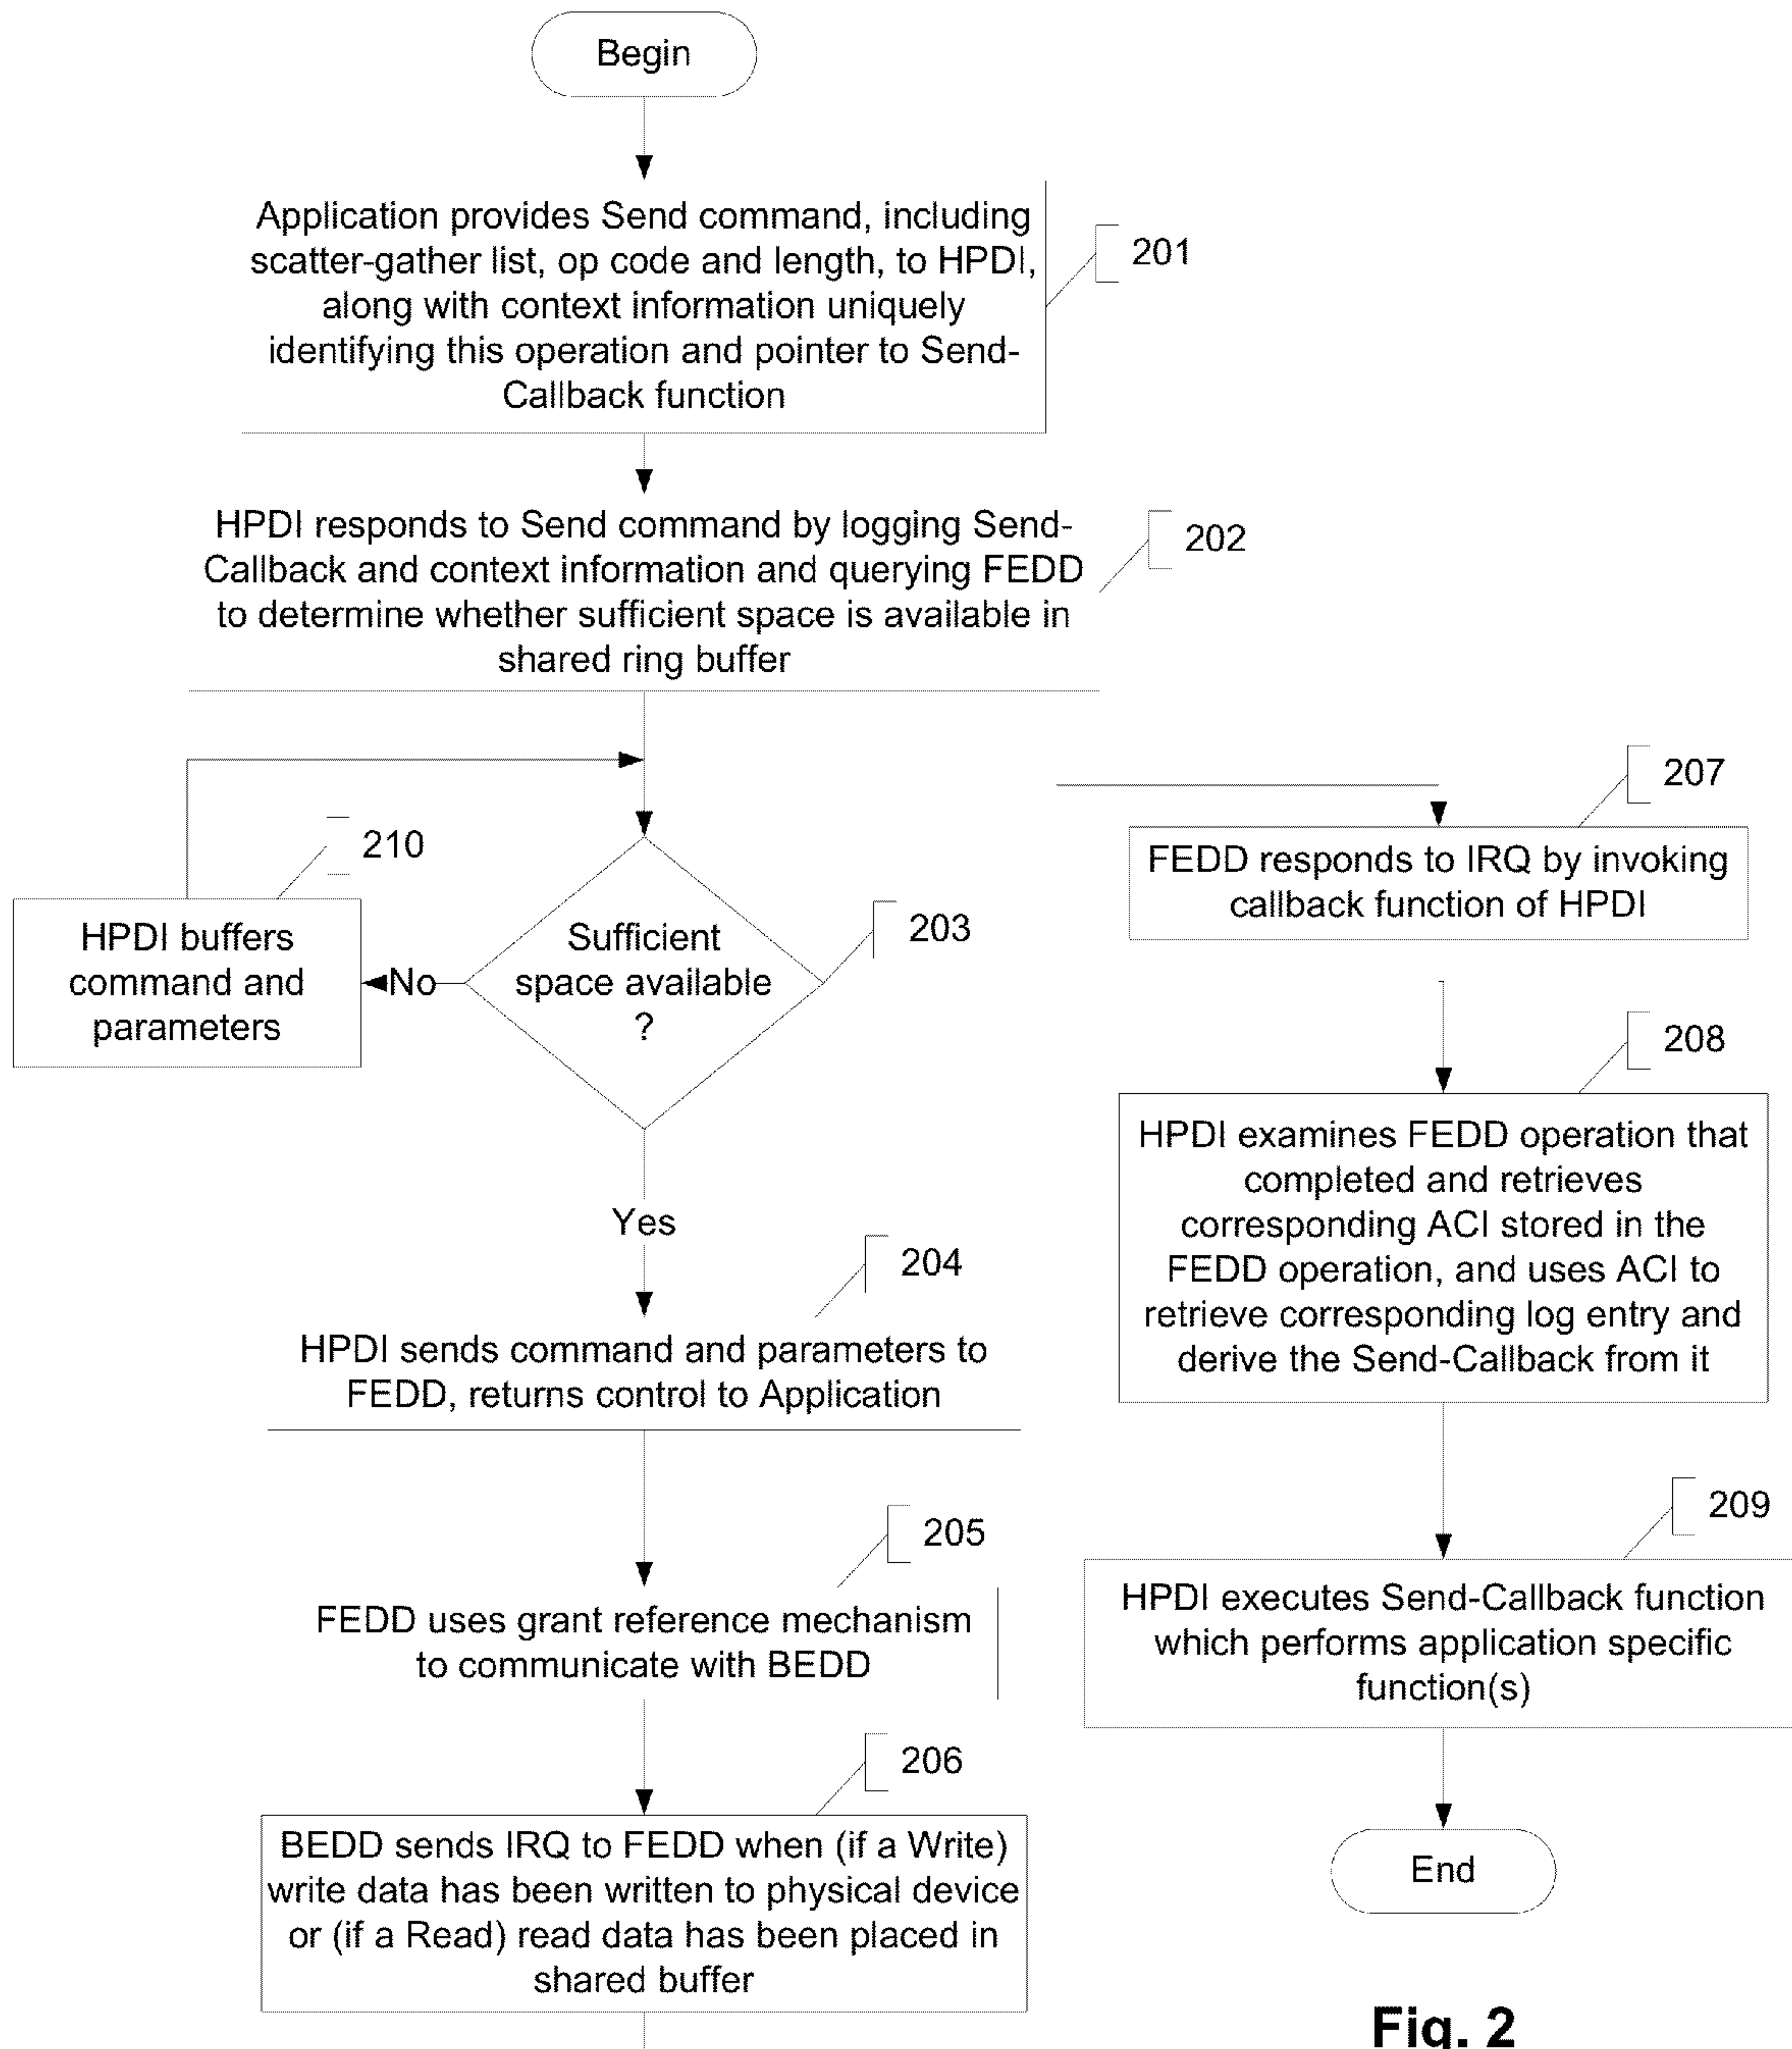 Begin
Application provides Send command, including
scatter-gather list, op code and length, to HPDI,
along with context information uniquely
identifying this operation and pointer to Send-
Callback function
201
HPDI responds to Send command by logging Send-
Callback and context information and querying FEDD
to determine whether sufficient space is available in
shared ring buffer
202
210
HPDI buffers
command and
parameters
No
Sufficient
space available
?
203
Yes
204
HPDI sends command and parameters to
FEDD, returns control to Application
205
FEDD uses grant reference mechanism
to communicate with BEDD
206
BEDD sends IRQ to FEDD when (if a Write)
write data has been written to physical device
or (if a Read) read data has been placed in
shared buffer
207
FEDD responds to IRQ by invoking
callback function of HPDI
208
HPDI examines FEDD operation that
completed and retrieves
corresponding ACI stored in the
FEDD operation, and uses ACI to
retrieve corresponding log entry and
derive the Send-Callback from it
209
HPDI executes Send-Callback function
which performs application specific
function(s)
End
Fig. 2